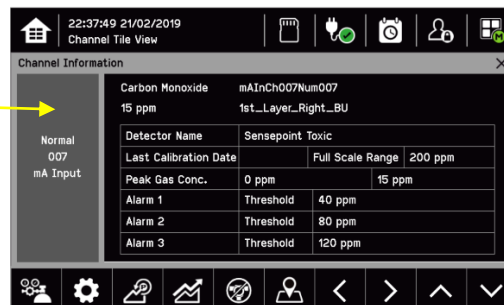 22:37:49 21/02/2019
Channel Tile View
Channel Information
Carbon Monoxide mAInCh007Num007
15 ppm 1st_Layer_Right_BU
Normal
007
mA Input
Detector Name Sensepoint Toxic
Last Calibration Date Full Scale Range 200 ppm
Peak Gas Conc. 0 ppm 15 ppm
Alarm 1 Threshold 40 ppm
Alarm 2 Threshold 80 ppm
Alarm 3 Threshold 120 ppm